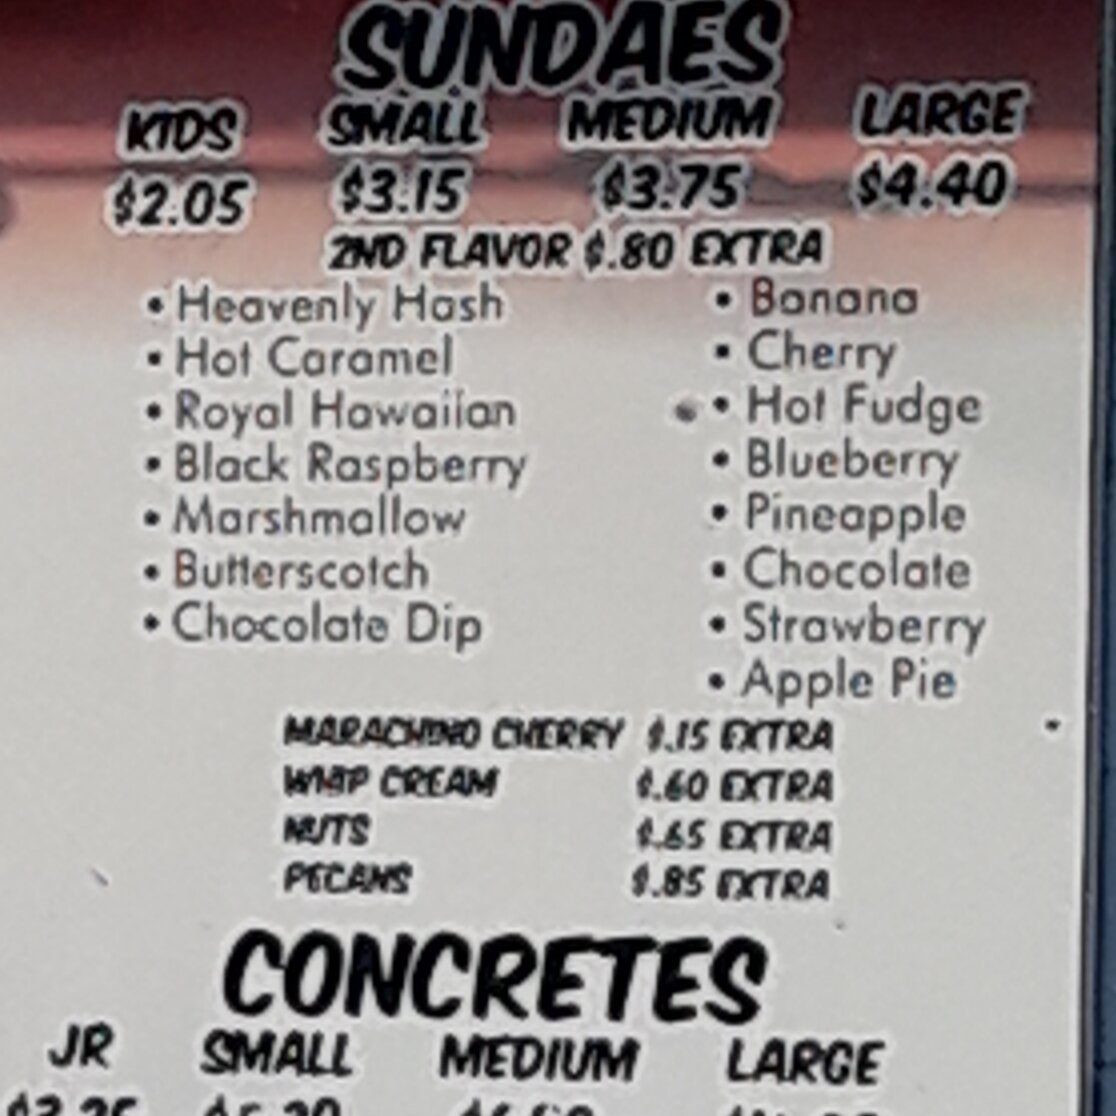 SUNDAES
KIDS SMALL MEDIUM LARGE
$2.05 $3.15 $3.75 $4.40
2ND FLAVOR $.80 EXTRA
• Heavenly Hash • Banana
• Hot Caramel • Cherry
• Royal Hawaiian • Hot Fudge
• Black Raspberry • Blueberry
• Marshmallow • Pineapple
• Butterscotch • Chocolate
• Chocolate Dip • Strawberry
• Apple Pie
MARACHINO CHERRY $.15 EXTRA
WHIP CREAM $.60 EXTRA
NUTS $.65 EXTRA
PECANS $.85 EXTRA
CONCRETES
JR SMALL MEDIUM LARGE